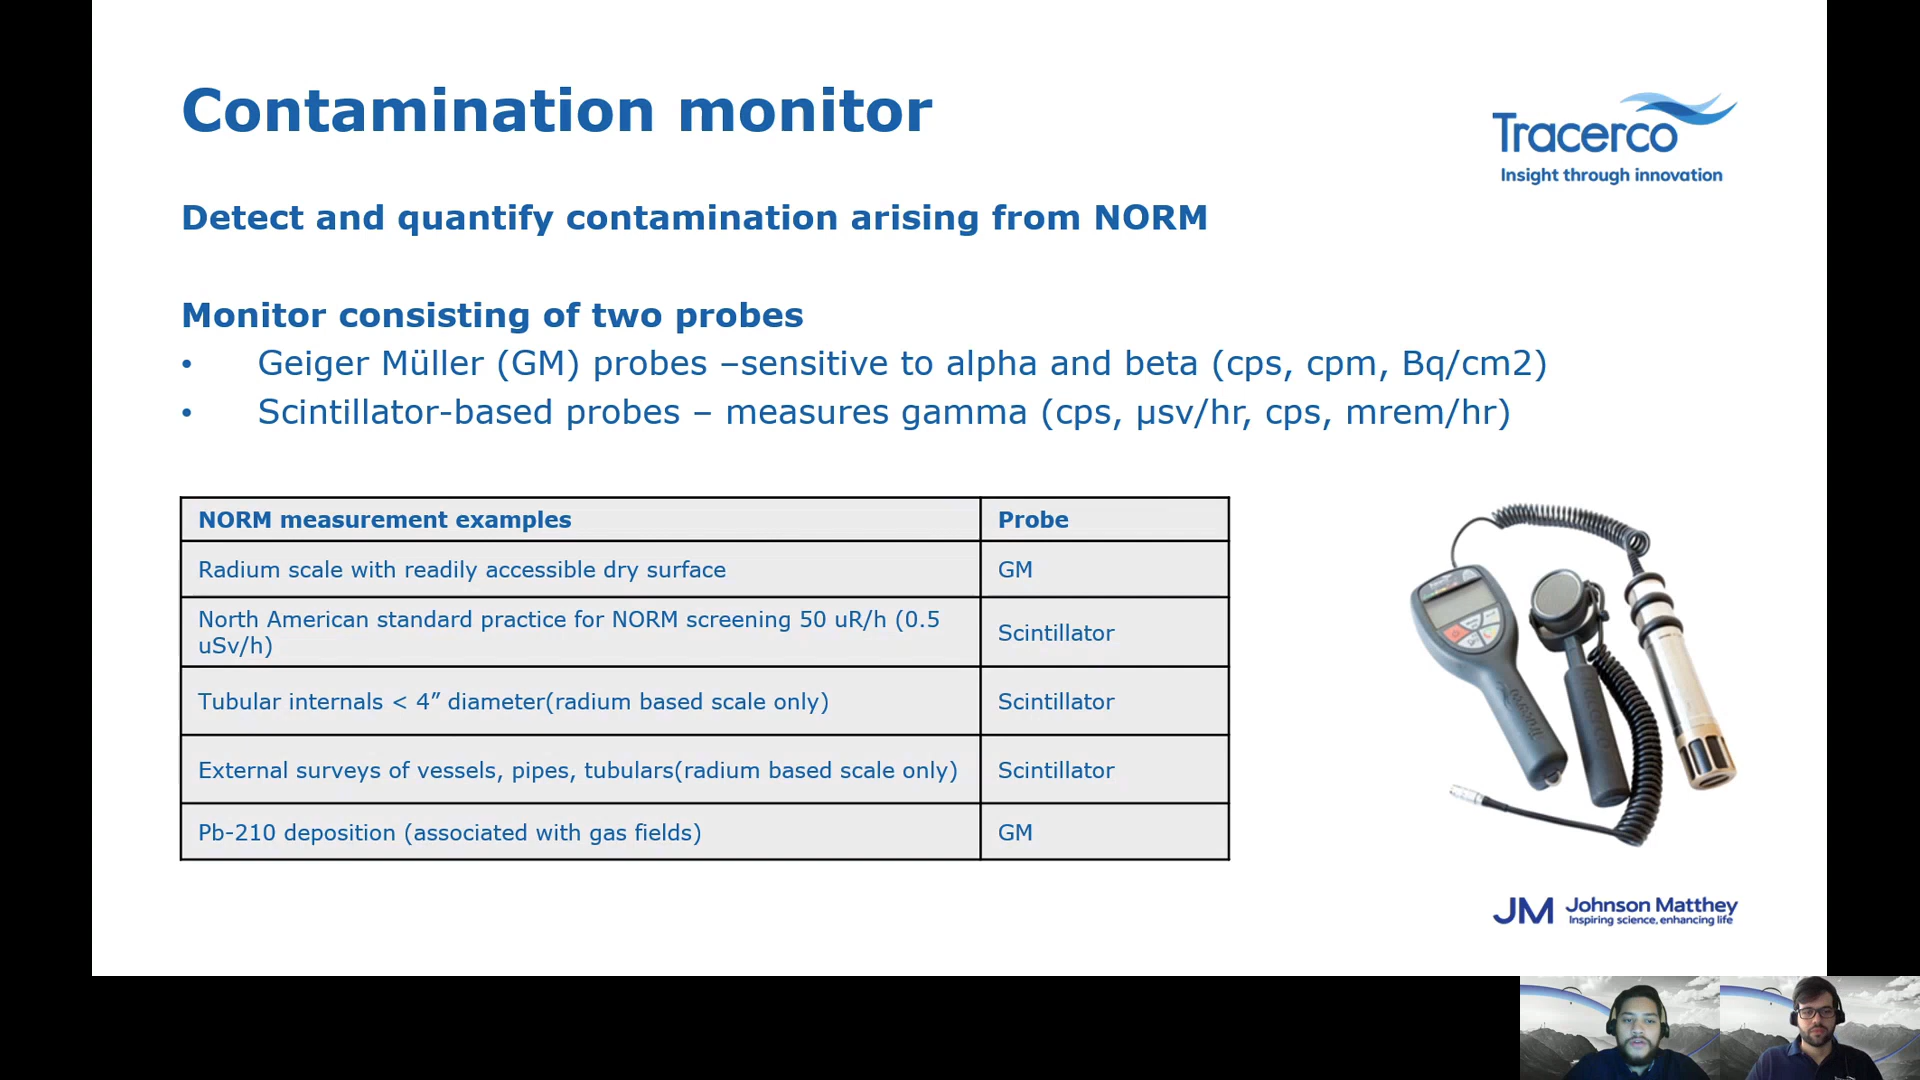 Contamination monitor
Tracerco
Insight through innovation
Detect and quantify contamination arising from NORM
Monitor consisting of two probes
• Geiger Müller (GM) probes –sensitive to alpha and beta (cps, cpm, Bq/cm2)
• Scintillator-based probes – measures gamma (cps, µsv/hr, cps, mrem/hr)
NORM measurement examples Probe
Radium scale with readily accessible dry surface GM
North American standard practice for NORM screening 50 uR/h (0.5
uSv/h) Scintillator
Tubular internals < 4” diameter(radium based scale only) Scintillator
External surveys of vessels, pipes, tubulars(radium based scale only) Scintillator
Pb-210 deposition (associated with gas fields) GM
Tracerco
TRACERCO
JM Johnson Matthey
Inspiring science, enhancing life